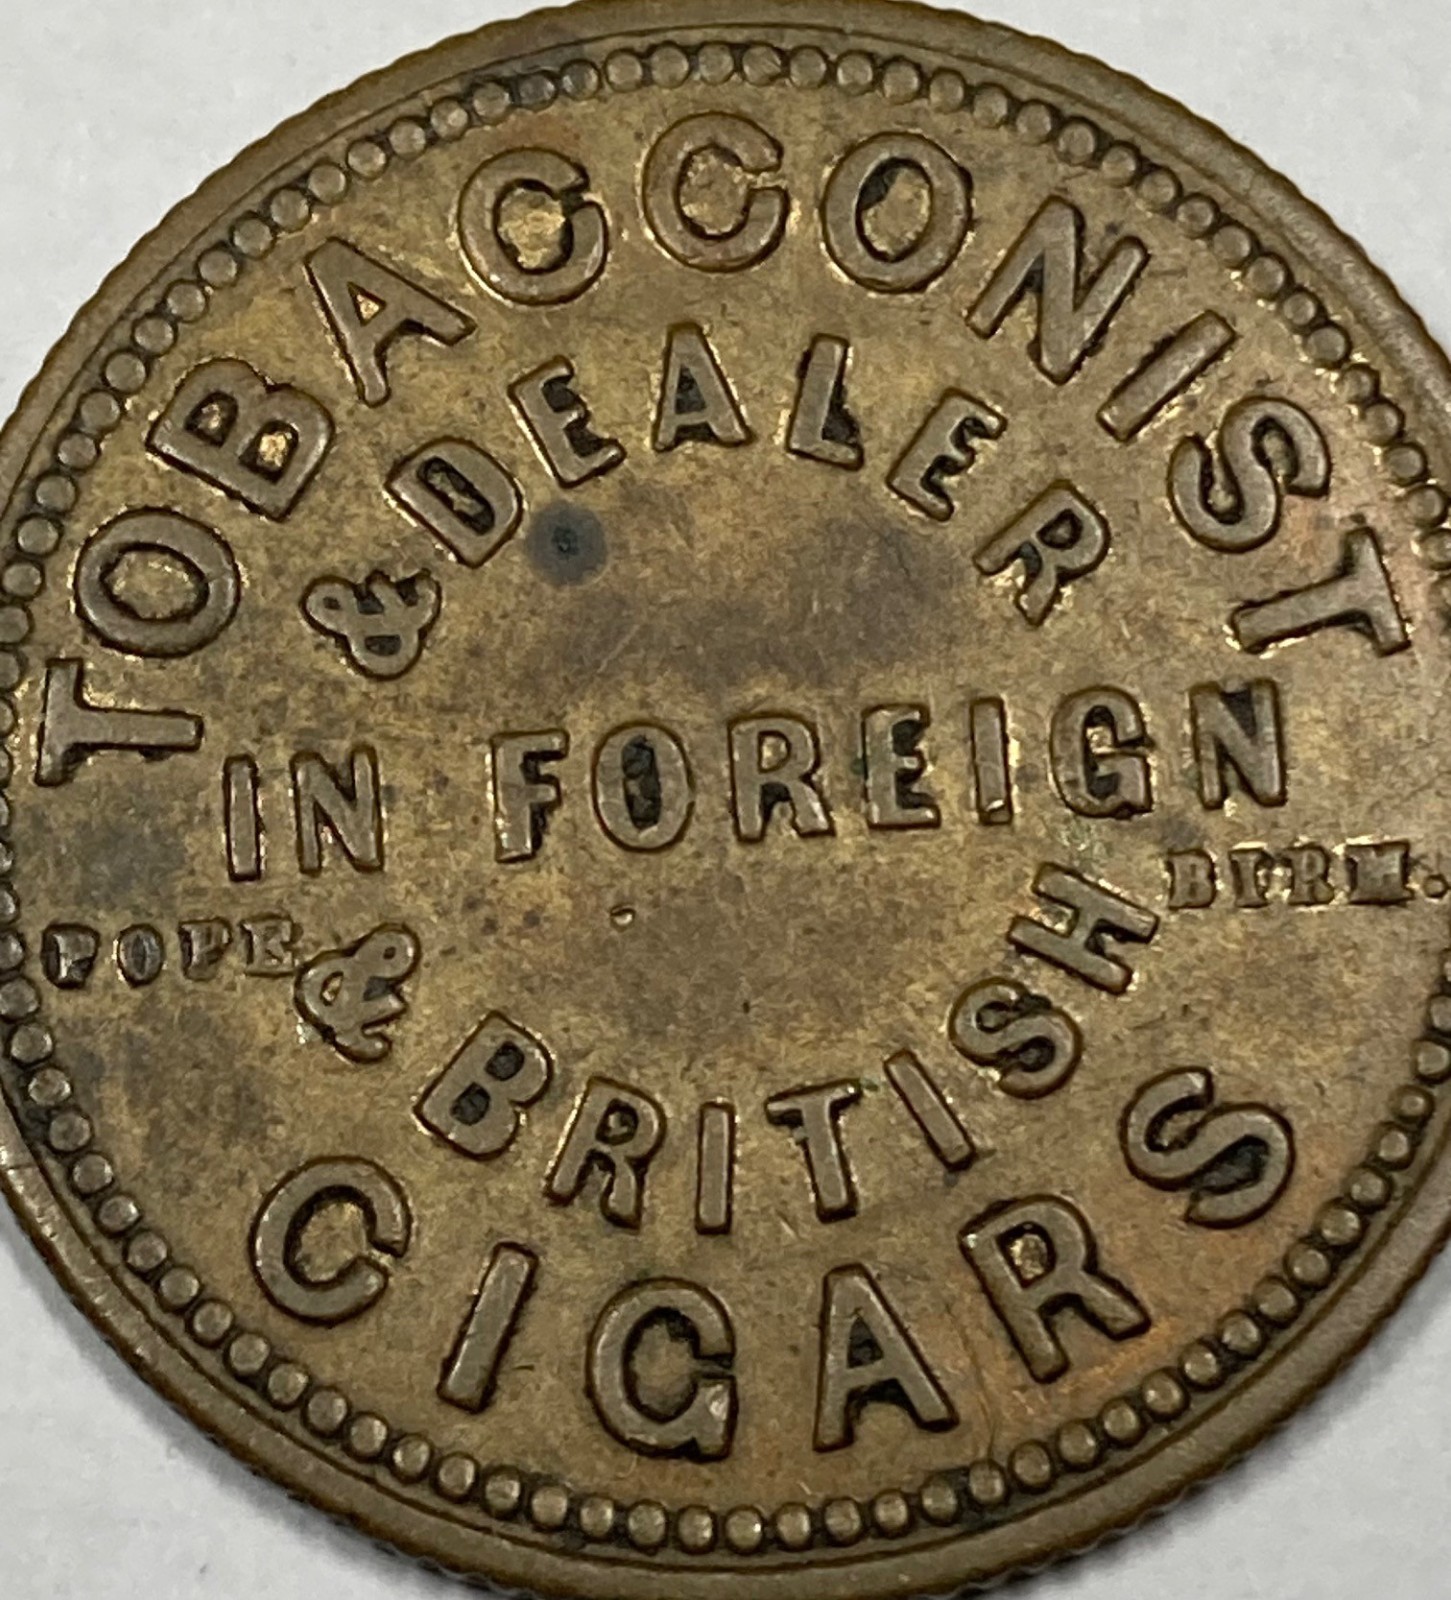 TOBACCONIST
& DEALER
IN FOREIGN
POPE
BIRM.
& BRITISH
CIGARS